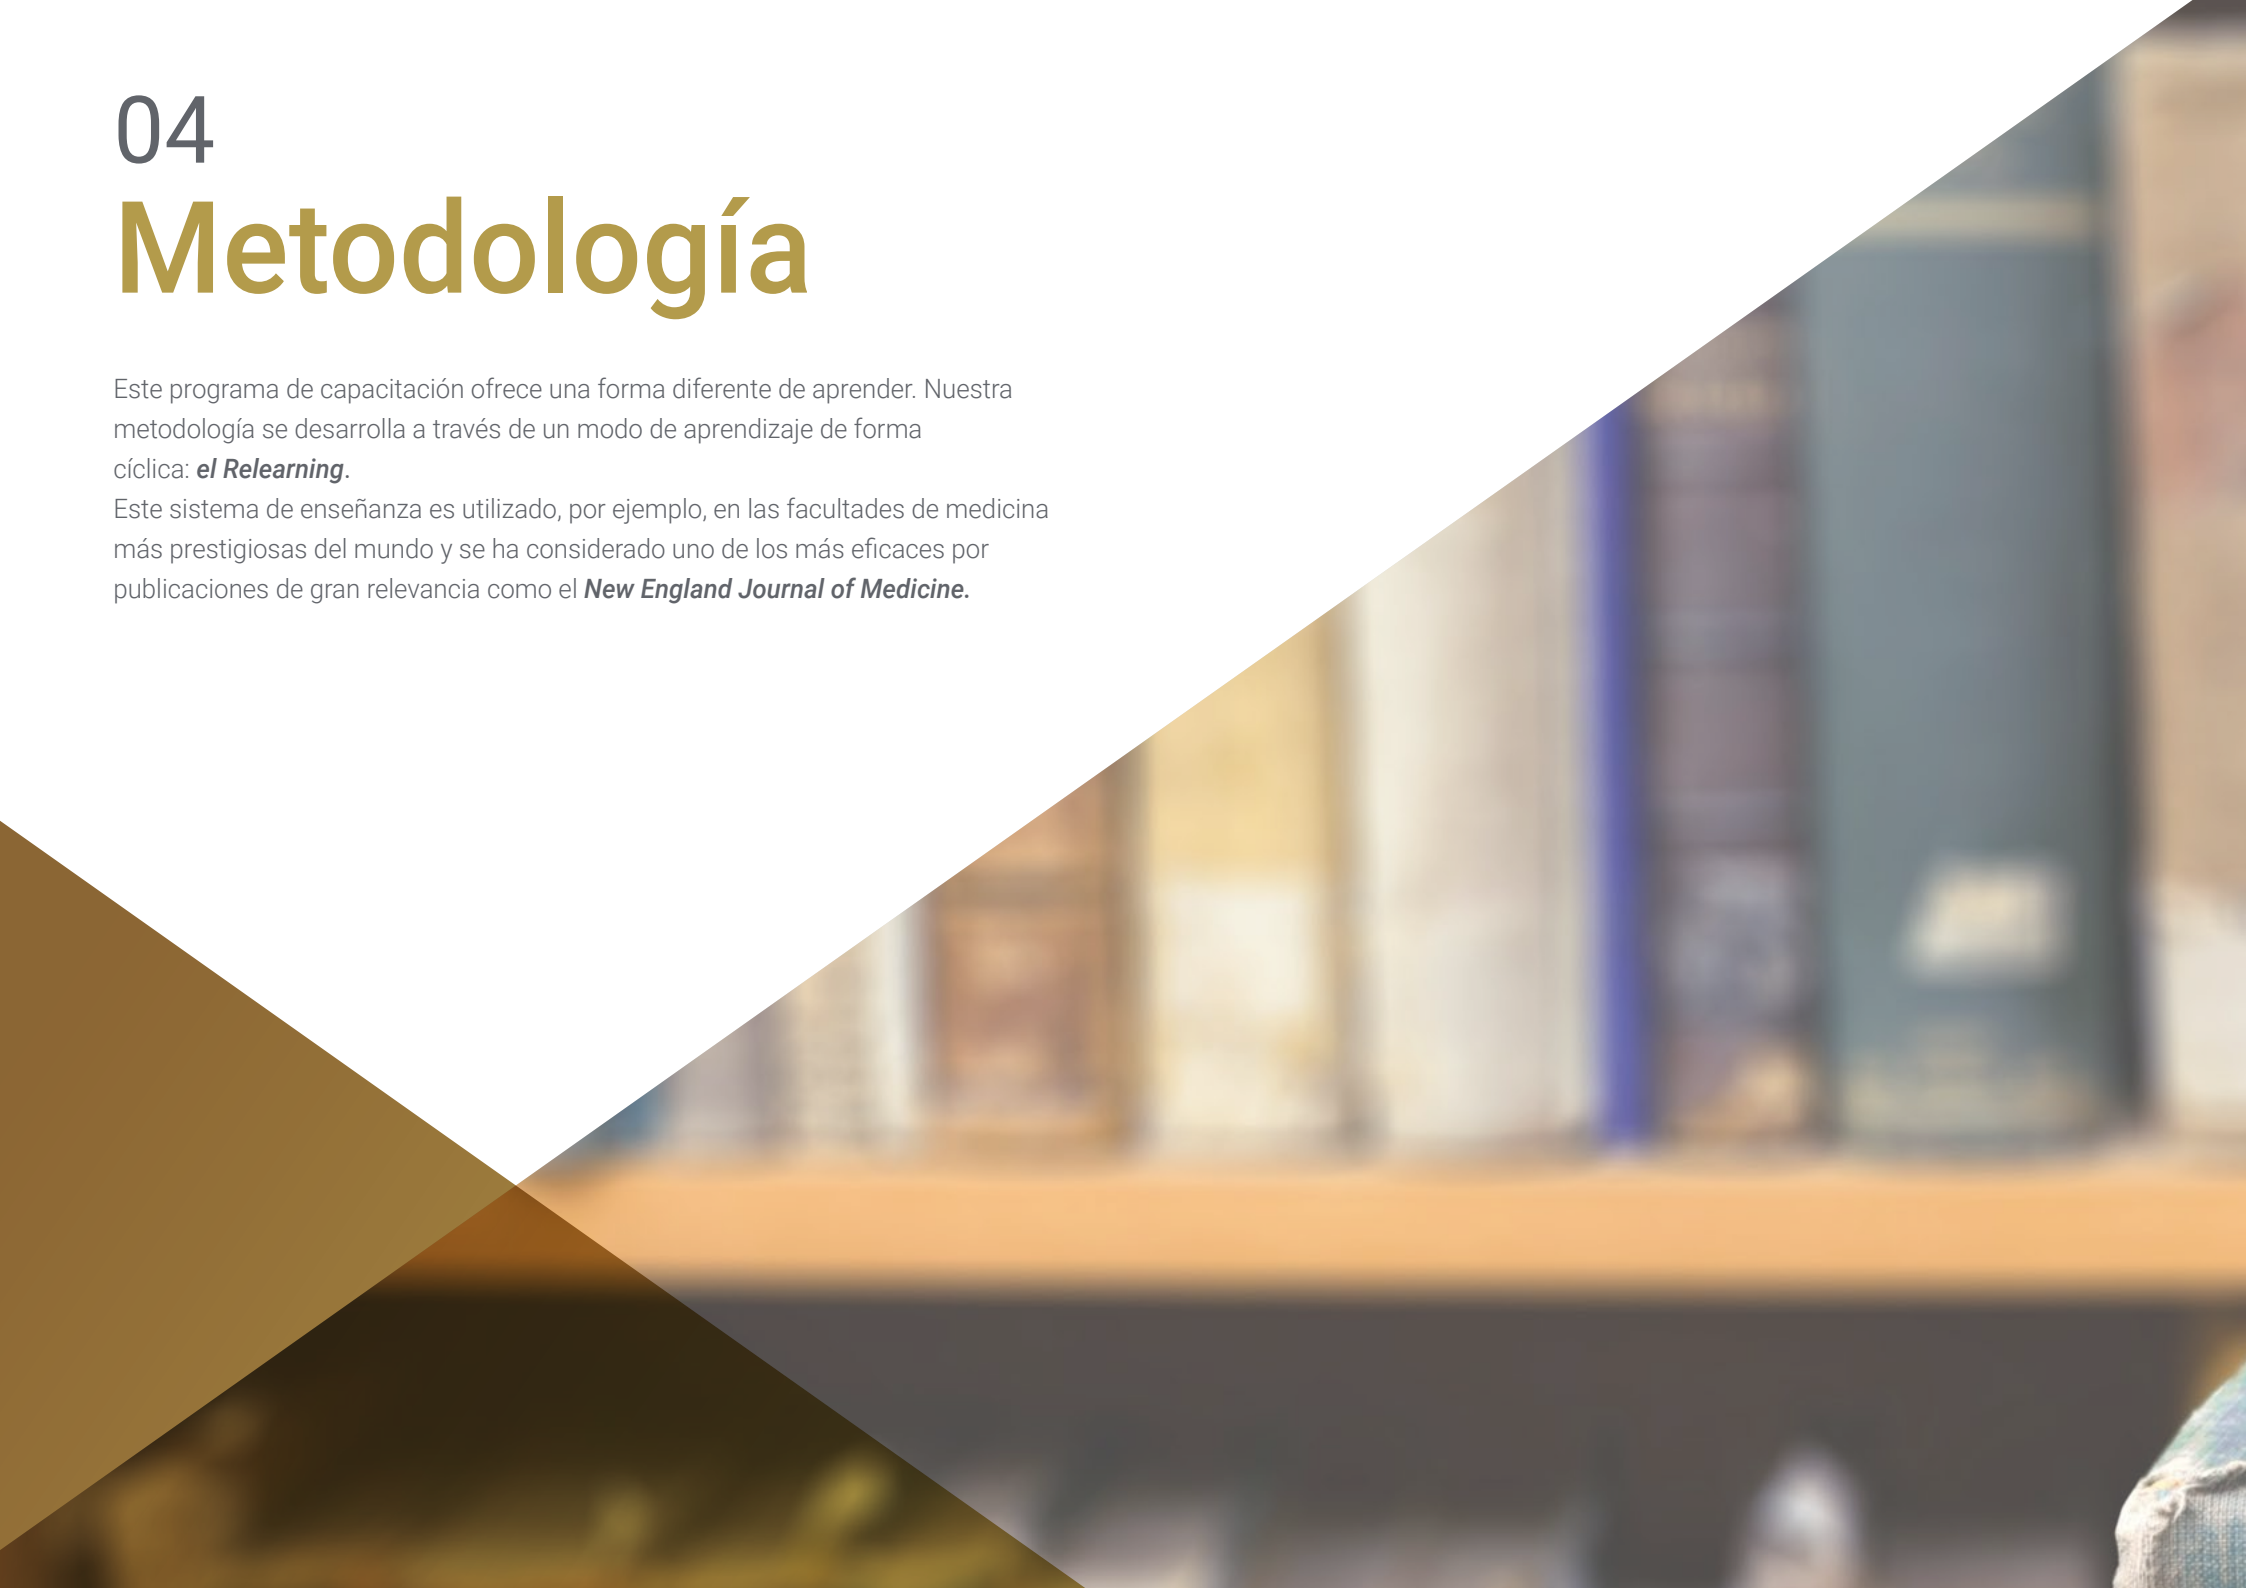 04
Metodología
Este programa de capacitación ofrece una forma diferente de aprender. Nuestra
metodología se desarrolla a través de un modo de aprendizaje de forma
cíclica: el Relearning.
Este sistema de enseñanza es utilizado, por ejemplo, en las facultades de medicina
más prestigiosas del mundo y se ha considerado uno de los más eficaces por
publicaciones de gran relevancia como el New England Journal of Medicine.